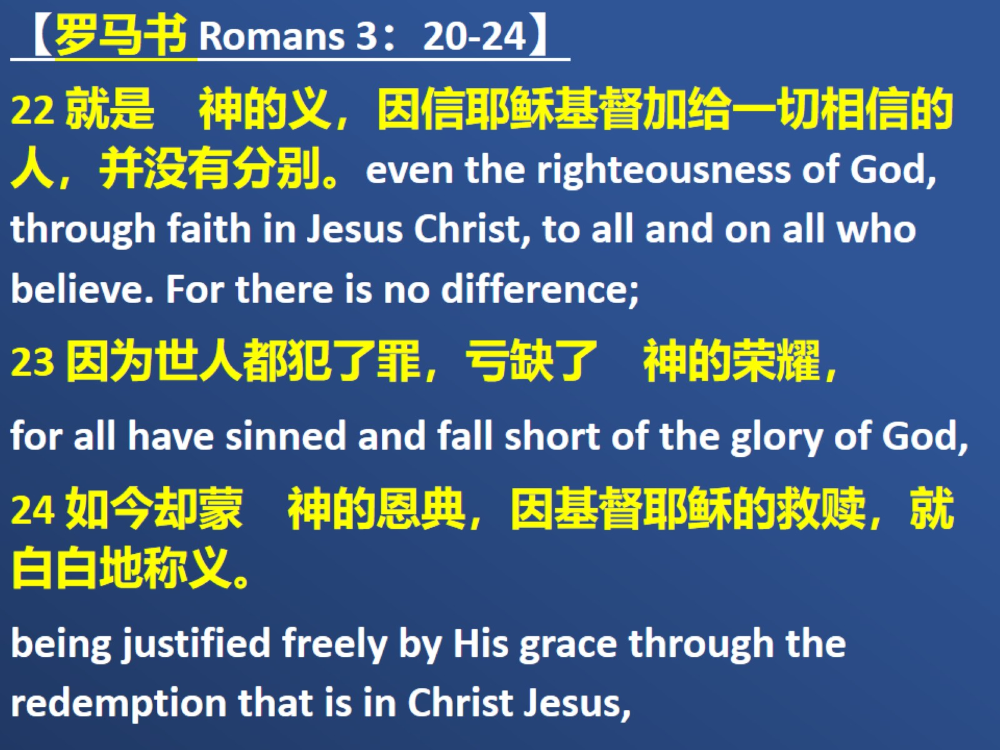 【罗马书 Romans 3：20-24】
22 就是　神的义，因信耶稣基督加给一切相信的
人，并没有分别。even the righteousness of God,
through faith in Jesus Christ, to all and on all who
believe. For there is no difference;
23 因为世人都犯了罪，亏缺了　神的荣耀，
for all have sinned and fall short of the glory of God,
24 如今却蒙　神的恩典，因基督耶稣的救赎，就
白白地称义。
being justified freely by His grace through the
redemption that is in Christ Jesus,